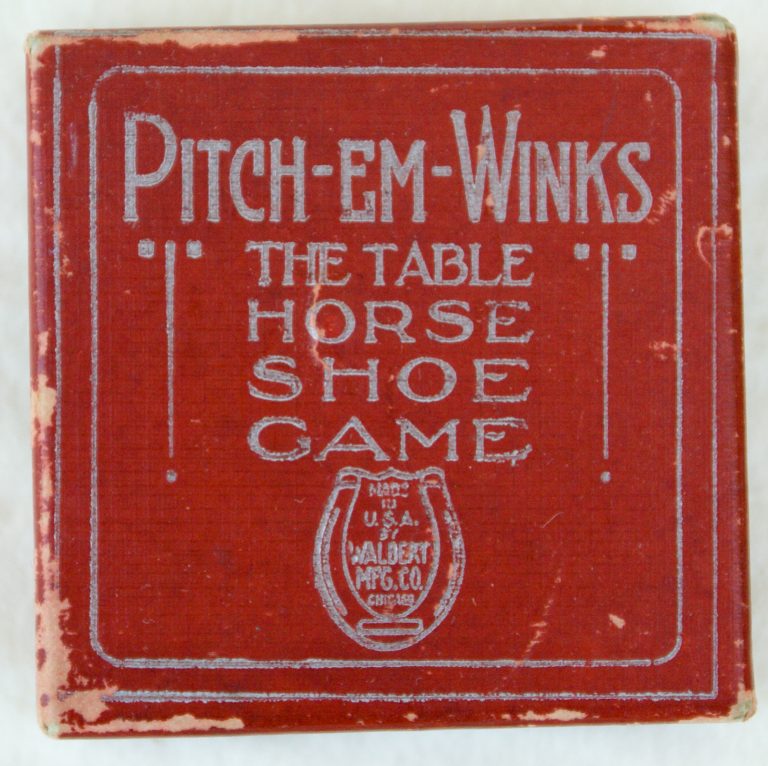 PITCH-EM-WINKS
THE TABLE
HORSE
SHOE
GAME
MADE
IN
U.S.A.
BY
WALBERT
MFG. CO.
CHICAGO